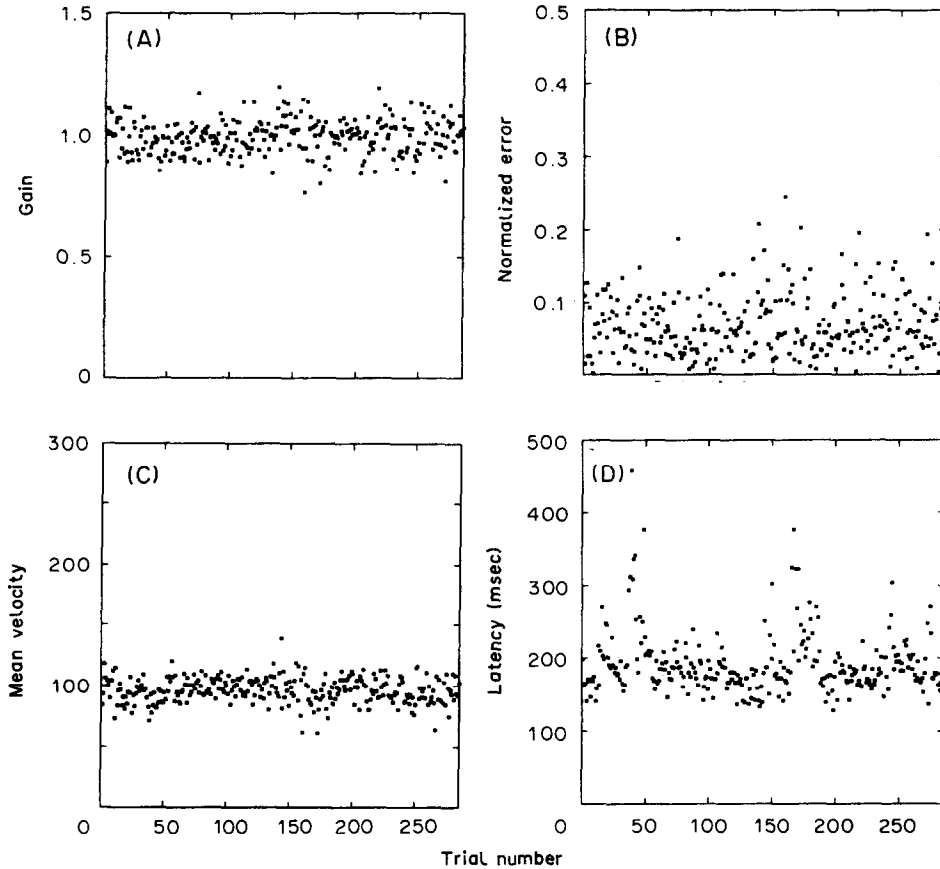 (A)
Gain
1.5
1.0
0.5
0
(B)
Normalized error
0.5
0.4
0.3
0.2
0.1
(C)
Mean velocity
300
200
100
0 50 100 150 200 250
(D)
Latency (msec)
500
400
300
200
100
0 50 100 150 200 250
Trial number